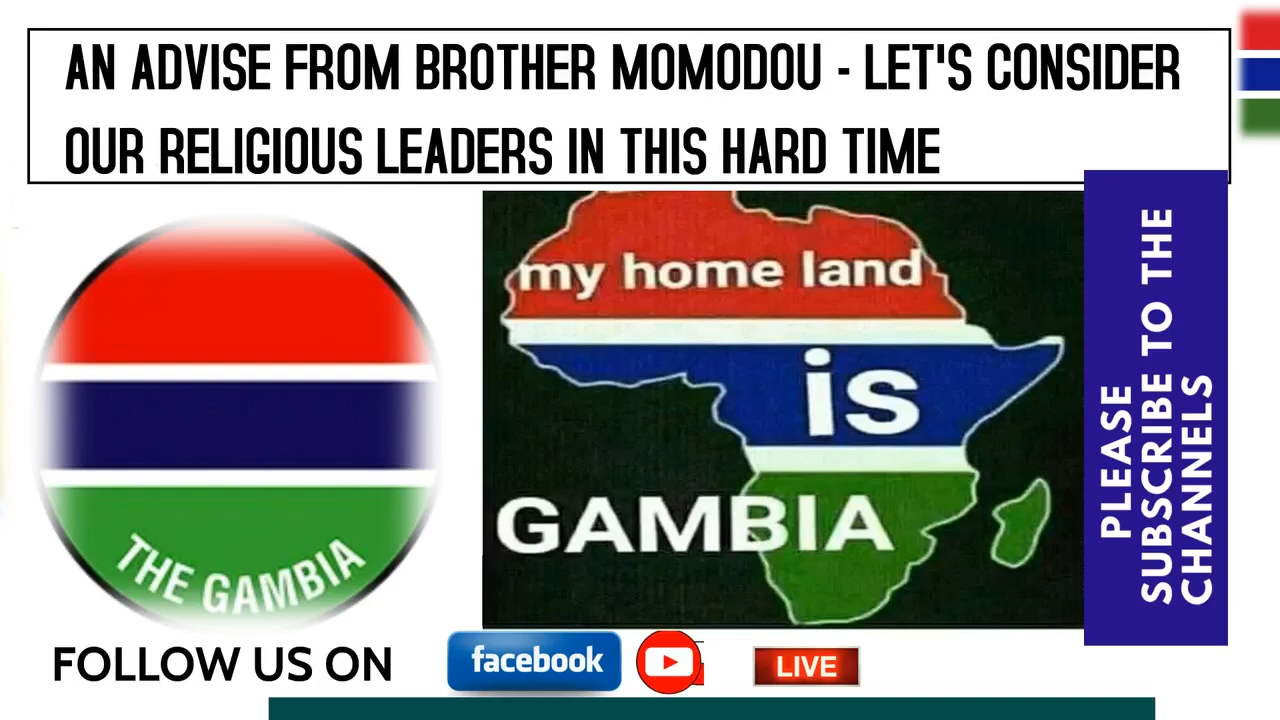 AN ADVISE FROM BROTHER MOMODOU - LET'S CONSIDER
OUR RELIGIOUS LEADERS IN THIS HARD TIME
my home land
is
GAMBIA
THE GAMBIA
PLEASE
SUBSCRIBE TO THE
CHANNELS
FOLLOW US ON
facebook
LIVE